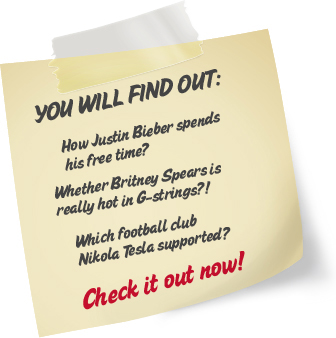 YOU WILL FIND OUT:
How Justin Bieber spends
his free time?
Whether Britney Spears is
really hot in G-strings?!
Which football club
Nikola Tesla supported?
Check it out now!